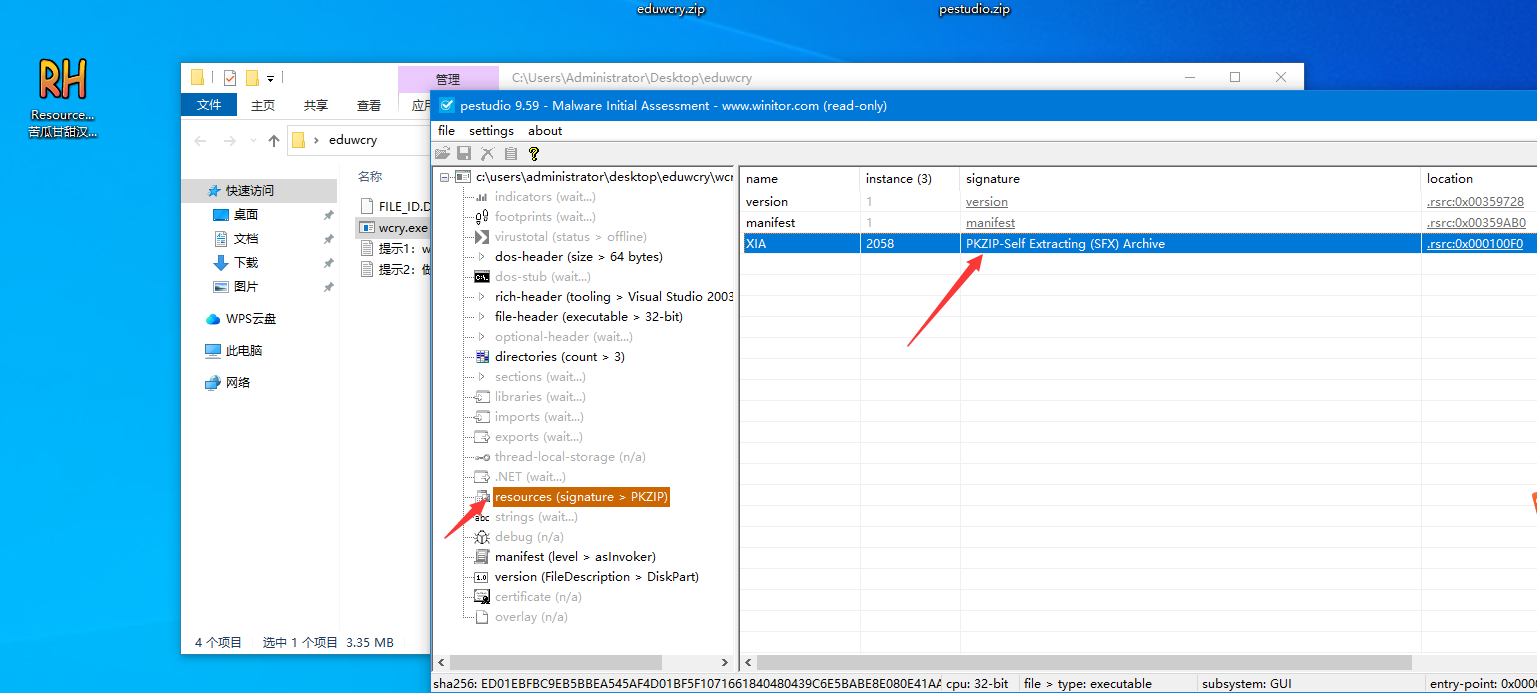 eduwcry.zip
pestudio.zip
RH
Resource...
苦瓜甘甜汉...
管理
C:\Users\Administrator\Desktop\eduwcry
文件
主页
共享
查看
eduwcry
快速访问
桌面
文档
下载
图片
WPS云盘
此电脑
网络
名称
FILE_ID.D
wcry.exe
提示1: w
提示2: 做
4 个项目
选中 1 个项目 3.35 MB
pestudio 9.59 - Malware Initial Assessment - www.winitor.com (read-only)
file settings about
c:\users\administrator\desktop\eduwcry\wcr
indicators (wait...)
footprints (wait...)
virustotal (status > offline)
dos-header (size > 64 bytes)
dos-stub (wait...)
rich-header (tooling > Visual Studio 2003
file-header (executable > 32-bit)
optional-header (wait...)
directories (count > 3)
sections (wait...)
libraries (wait...)
imports (wait...)
exports (wait...)
thread-local-storage (n/a)
.NET (wait...)
resources (signature > PKZIP)
abc strings (wait...)
debug (n/a)
manifest (level > asInvoker)
1.0 version (FileDescription > DiskPart)
certificate (n/a)
overlay (n/a)
name instance (3) signature location
version 1 version .rsrc:0x00359728
manifest 1 manifest .rsrc:0x00359AB0
XIA 2058 PKZIP-Self Extracting (SFX) Archive .rsrc:0x000100F0
sha256: ED01EBFBC9EB5BBEA545AF4D01BF5F1071661840480439C6E5BABE8E080E41AA
cpu: 32-bit
file > type: executable
subsystem: GUI
entry-point: 0x000